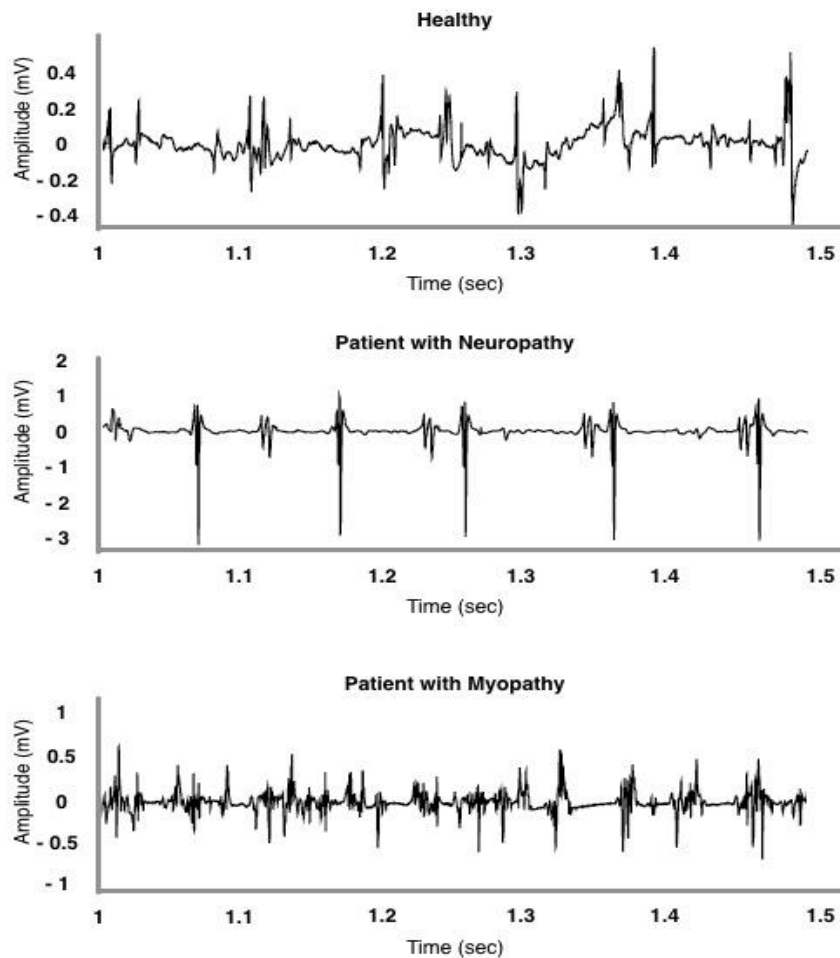 Healthy
Amplitude (mV)
0.4
0.2
0
- 0.2
- 0.4
1 1.1 1.2 1.3 1.4 1.5
Time (sec)
Patient with Neuropathy
Amplitude (mV)
2
1
0
- 1
- 2
- 3
1 1.1 1.2 1.3 1.4 1.5
Time (sec)
Patient with Myopathy
Amplitude (mV)
1
0.5
0
- 0.5
- 1
1 1.1 1.2 1.3 1.4 1.5
Time (sec)